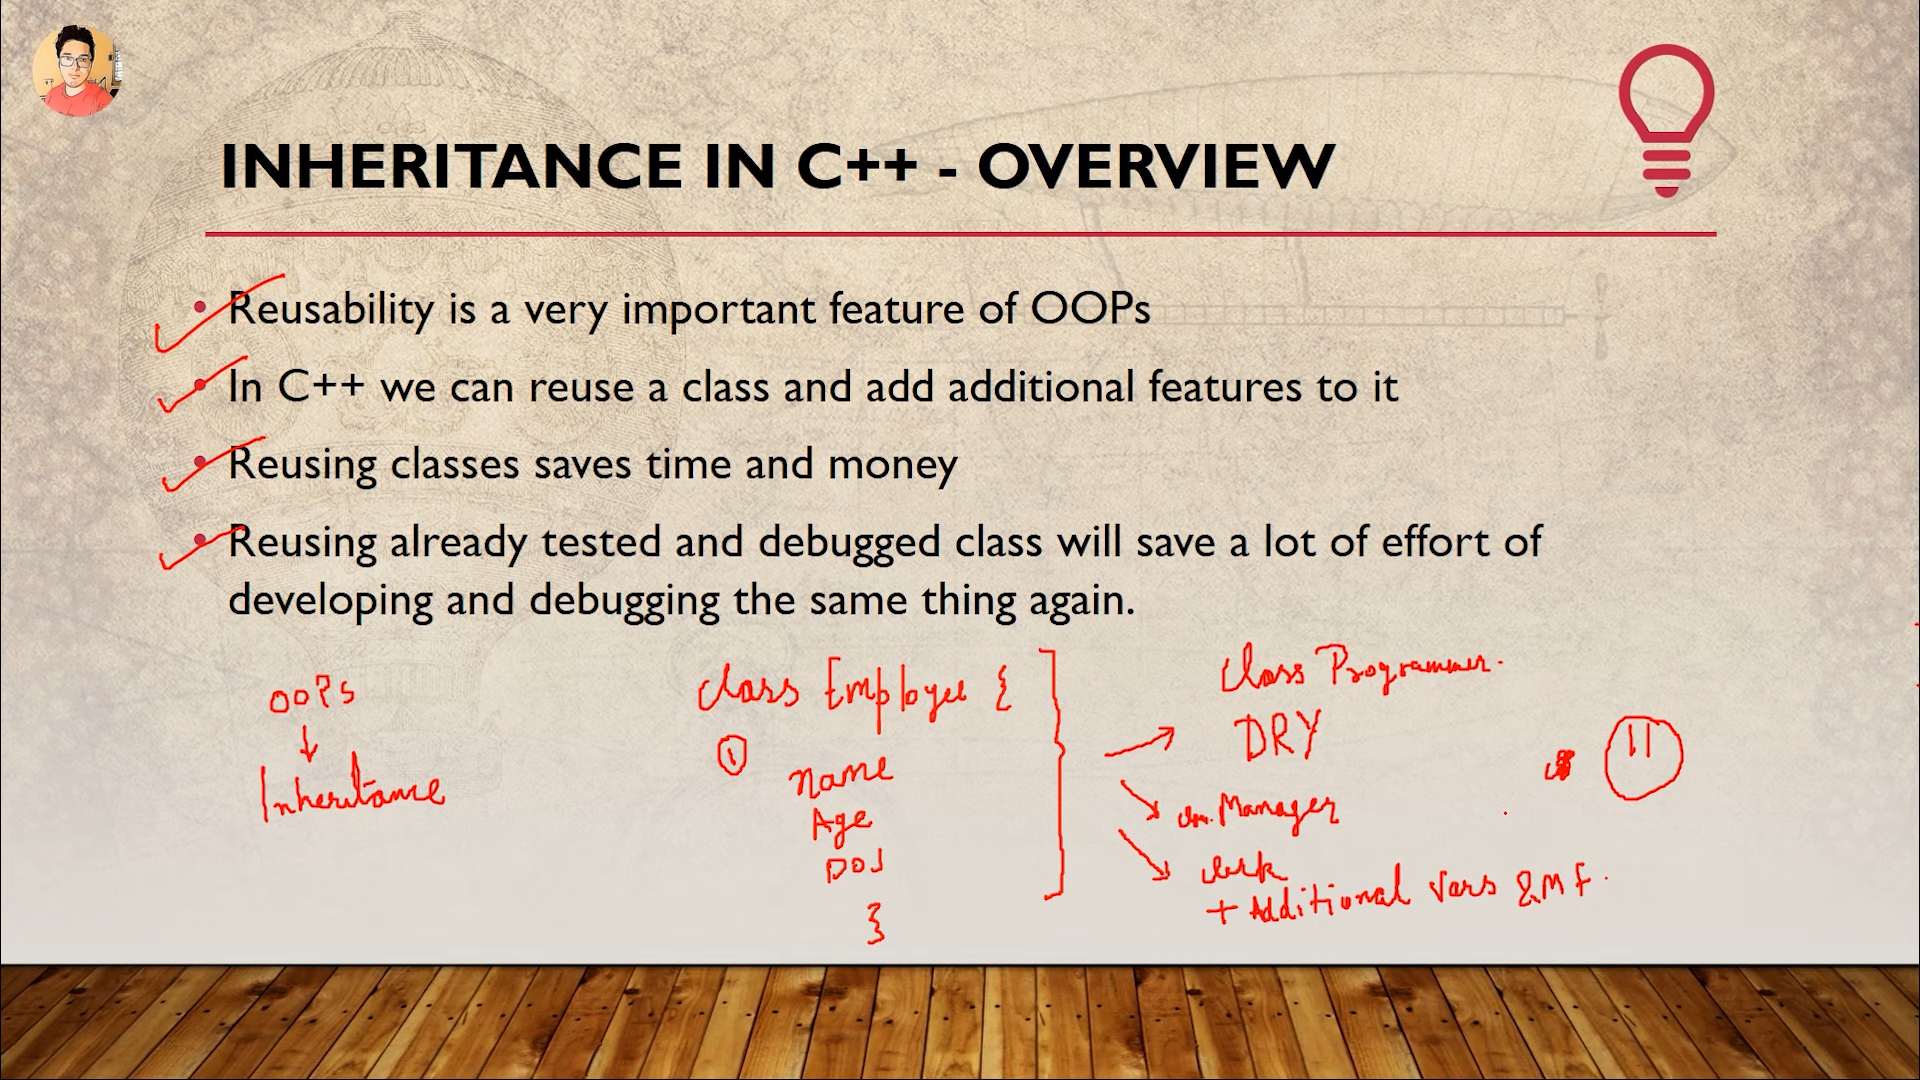 INHERITANCE IN C++ - OVERVIEW
• Reusability is a very important feature of OOPs
• In C++ we can reuse a class and add additional features to it
• Reusing classes saves time and money
• Reusing already tested and debugged class will save a lot of effort of
developing and debugging the same thing again.
OOPs
↓
Inheritance
class Employee {
1
Name
Age
DOJ
}
class Programmer.
DRY
Manager
clerk
+ Additional Vars & M F.
11